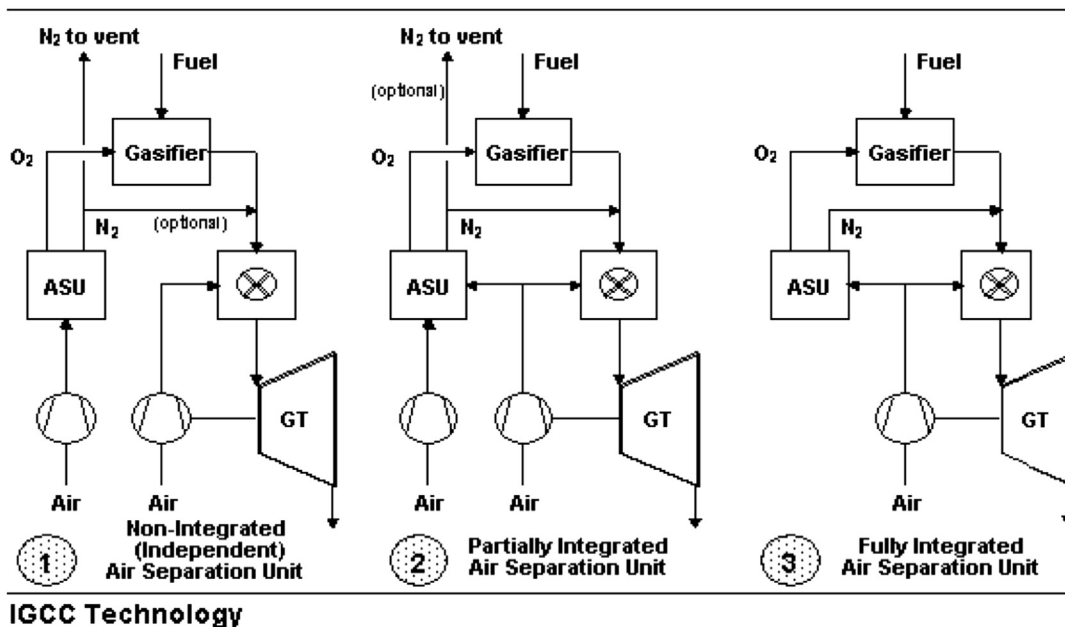 N₂ to vent
Fuel
O₂
Gasifier
N₂
(optional)
ASU
GT
Air
Air
1
Non-Integrated
(Independent)
Air Separation Unit
N₂ to vent
Fuel
(optional)
O₂
Gasifier
N₂
ASU
GT
Air
Air
2
Partially Integrated
Air Separation Unit
Fuel
O₂
Gasifier
N₂
ASU
GT
Air
3
Fully Integrated
Air Separation Unit
IGCC Technology